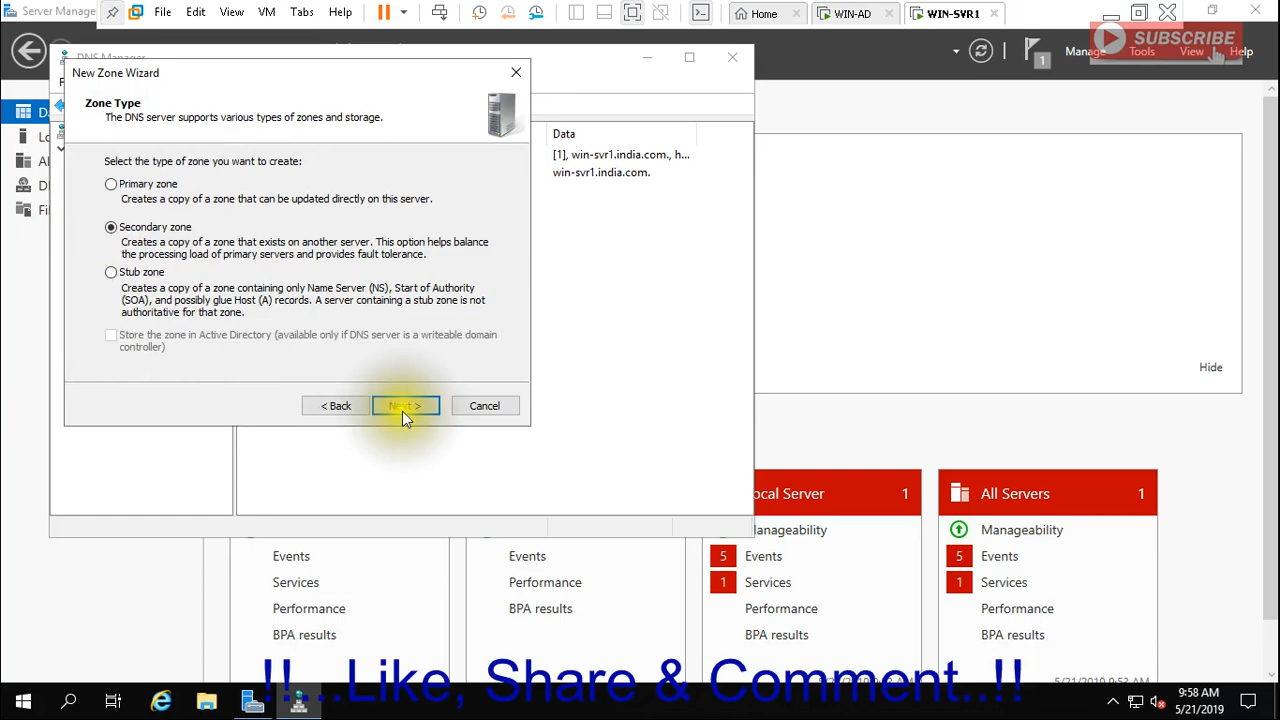 Server Manage
File
Edit
View
VM
Tabs
Help
Home
WIN-AD
WIN-SVR1
SUBSCRIBE
1
Manage
Tools
View
Help
DNS Manager
New Zone Wizard
Zone Type
The DNS server supports various types of zones and storage.
Select the type of zone you want to create:
Primary zone
Creates a copy of a zone that can be updated directly on this server.
Secondary zone
Creates a copy of a zone that exists on another server. This option helps balance
the processing load of primary servers and provides fault tolerance.
Stub zone
Creates a copy of a zone containing only Name Server (NS), Start of Authority
(SOA), and possibly glue Host (A) records. A server containing a stub zone is not
authoritative for that zone.
Store the zone in Active Directory (available only if DNS server is a writeable domain
controller)
< Back
Next >
Cancel
Data
[1], win-svr1.india.com., h...
win-svr1.india.com.
Hide
Events
Services
Performance
BPA results
Events
Performance
BPA results
ocal Server
1
Manageability
5
Events
1
Services
Performance
BPA results
All Servers
1
Manageability
5
Events
1
Services
Performance
BPA results
!!...Like, Share & Comment..!!
9:58 AM
5/21/2019